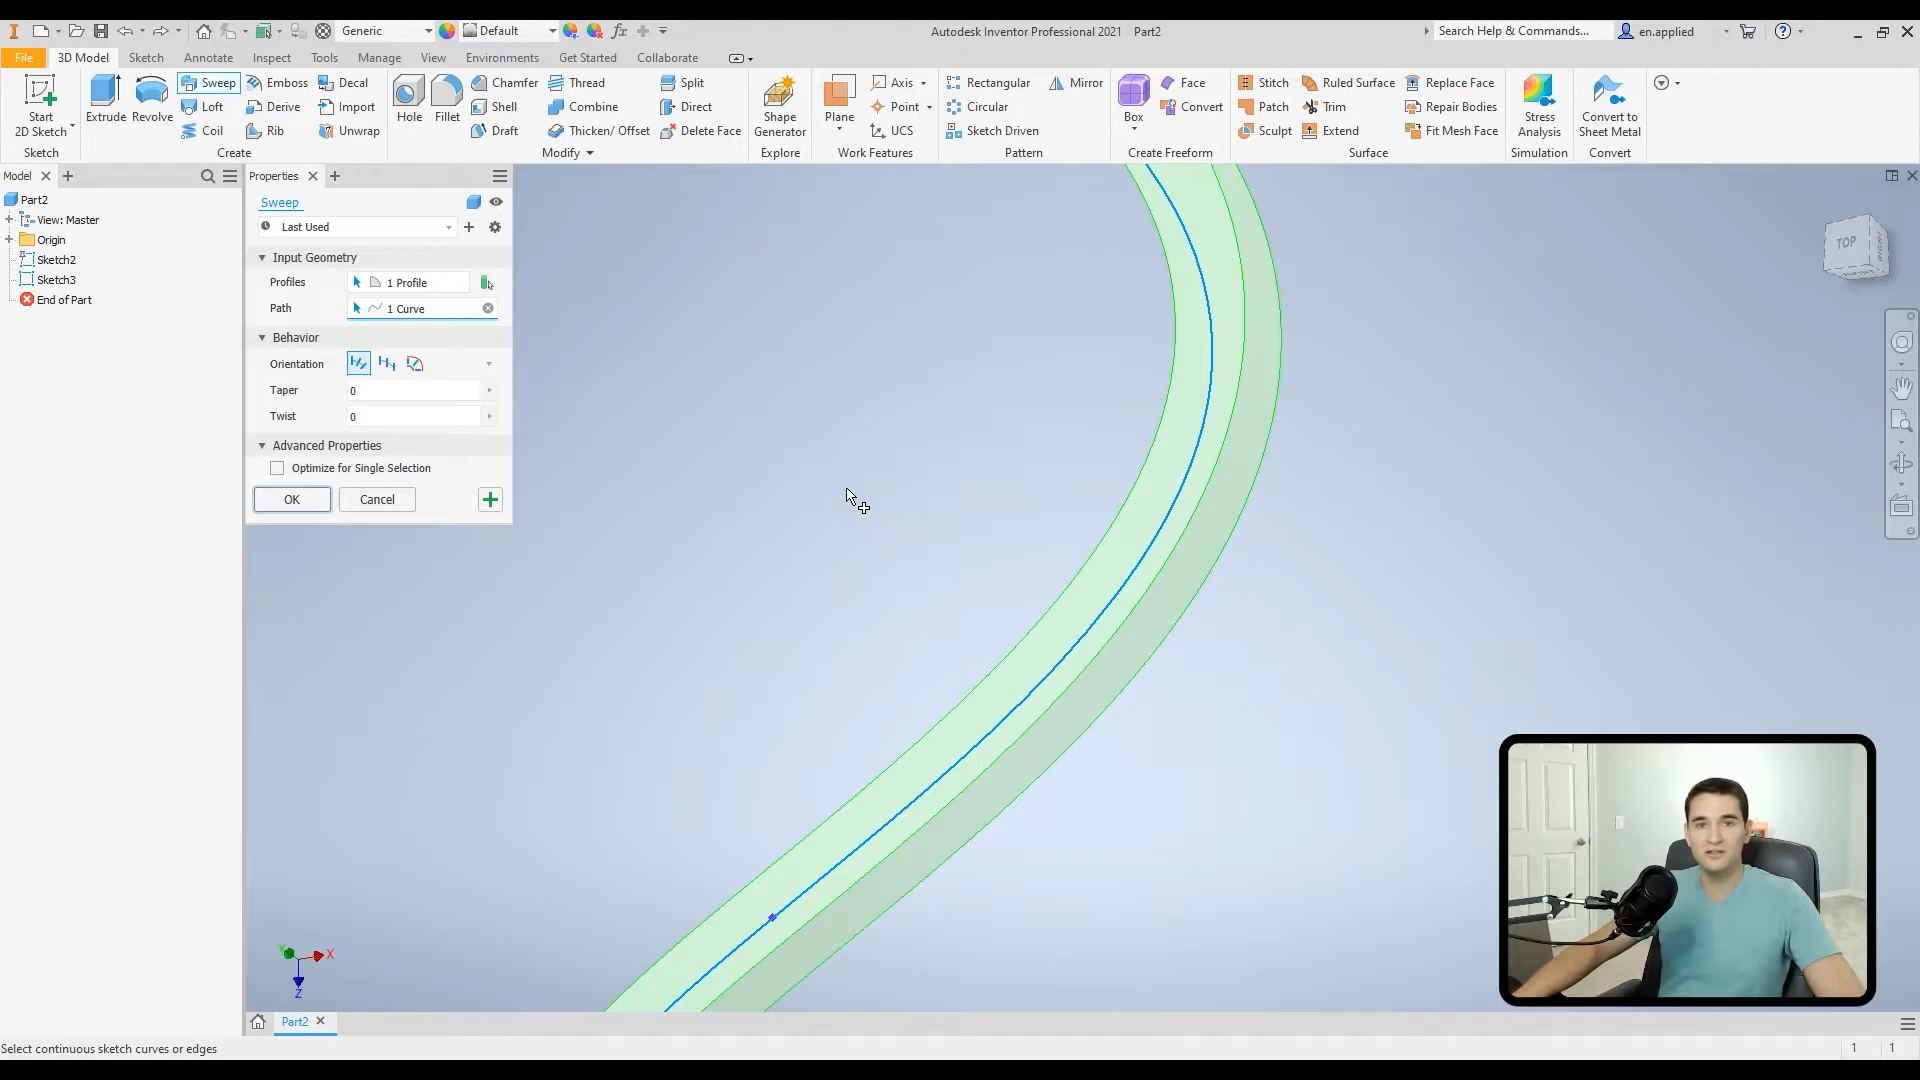 Generic
Default
Autodesk Inventor Professional 2021 Part2
Search Help & Commands...
en.applied
File 3D Model Sketch Annotate Inspect Tools Manage View Environments Get Started Collaborate
Start
2D Sketch
Sketch
Extrude
Revolve
Sweep
Loft
Coil
Emboss
Derive
Rib
Decal
Import
Unwrap
Create
Hole
Fillet
Chamfer
Shell
Draft
Thread
Combine
Thicken/ Offset
Split
Direct
Delete Face
Modify
Shape
Generator
Explore
Plane
Axis
Point
UCS
Work Features
Rectangular
Circular
Sketch Driven
Mirror
Pattern
Box
Face
Convert
Create Freeform
Stitch
Patch
Sculpt
Ruled Surface
Trim
Extend
Replace Face
Repair Bodies
Fit Mesh Face
Surface
Stress
Analysis
Simulation
Convert to
Sheet Metal
Convert
Model
Part2
View: Master
Origin
Sketch2
Sketch3
End of Part
Properties
Sweep
Last Used
Input Geometry
Profiles 1 Profile
Path 1 Curve
Behavior
Orientation
Taper 0
Twist 0
Advanced Properties
Optimize for Single Selection
OK Cancel
TOP
X
Y
Z
Part2
Select continuous sketch curves or edges
1 1